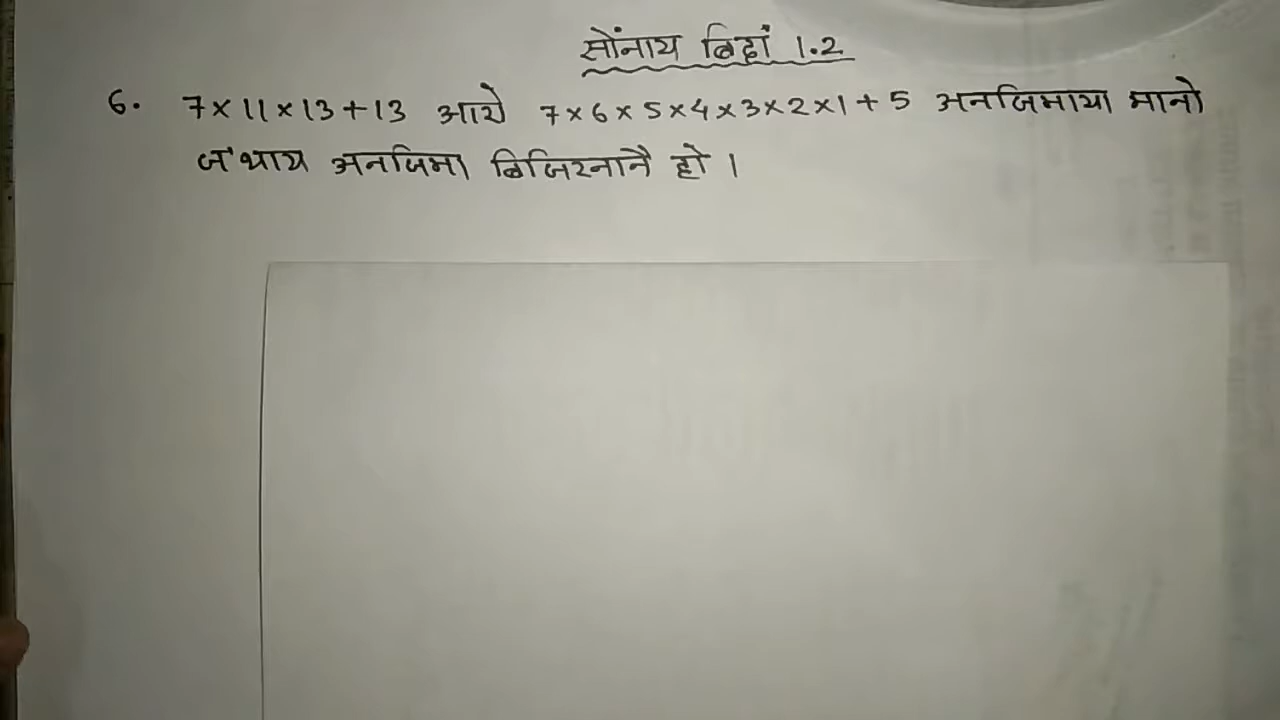 सोंनाय बिदां 1.2
6. 7×11×13+13 आरो 7×6×5×4×3×2×1+5 अनजिमाया मानो
ज'थाय अनजिमा बिजिरनानै हो।